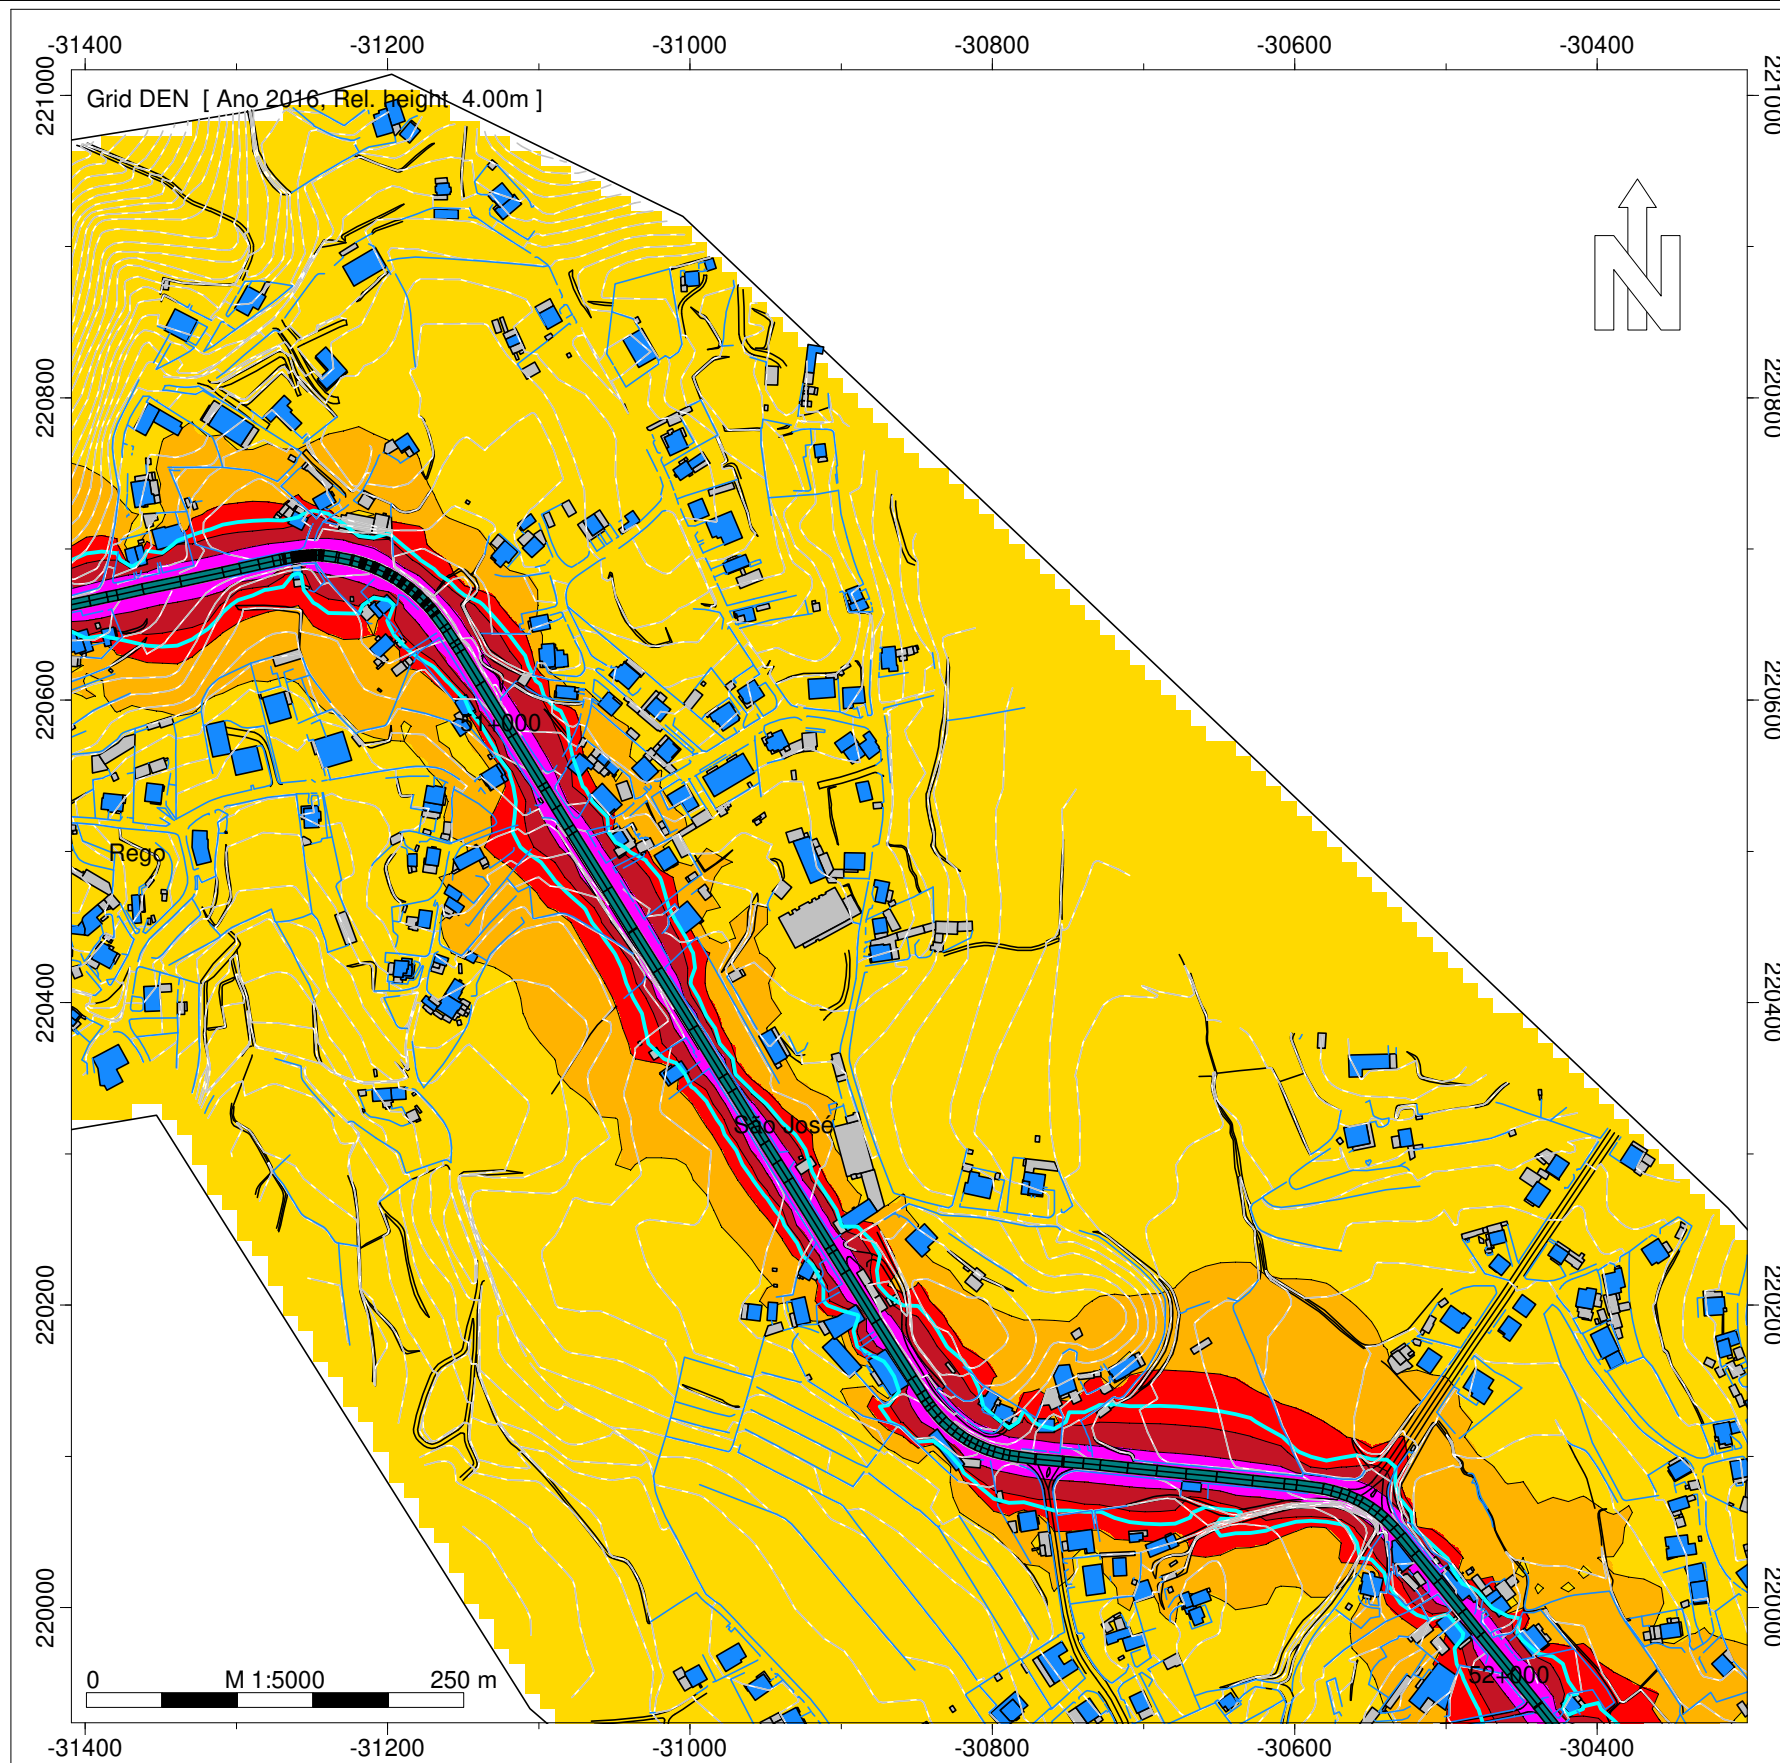 -31400 -31200 -31000 -30800 -30600 -30400
221000 221000
Grid DEN [ Ano 2016, Rel. height 4.00m ]
N
220800 220800
220600 220600
51+000
Rego
220400 220400
São José
220200 220200
220000 220000
52+000
0 M 1:5000 250 m
-31400 -31200 -31000 -30800 -30600 -30400